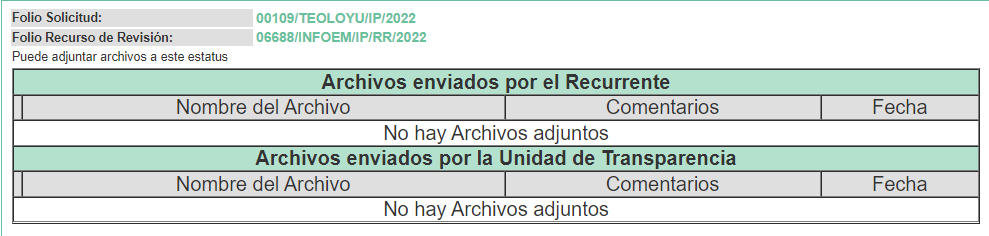 Folio Solicitud: 00109/TEOLOYU/IP/2022
Folio Recurso de Revisión: 06688/INFOEM/IP/RR/2022
Puede adjuntar archivos a este estatus
Archivos enviados por el Recurrente
Nombre del Archivo Comentarios Fecha
No hay Archivos adjuntos
Archivos enviados por la Unidad de Transparencia
Nombre del Archivo Comentarios Fecha
No hay Archivos adjuntos